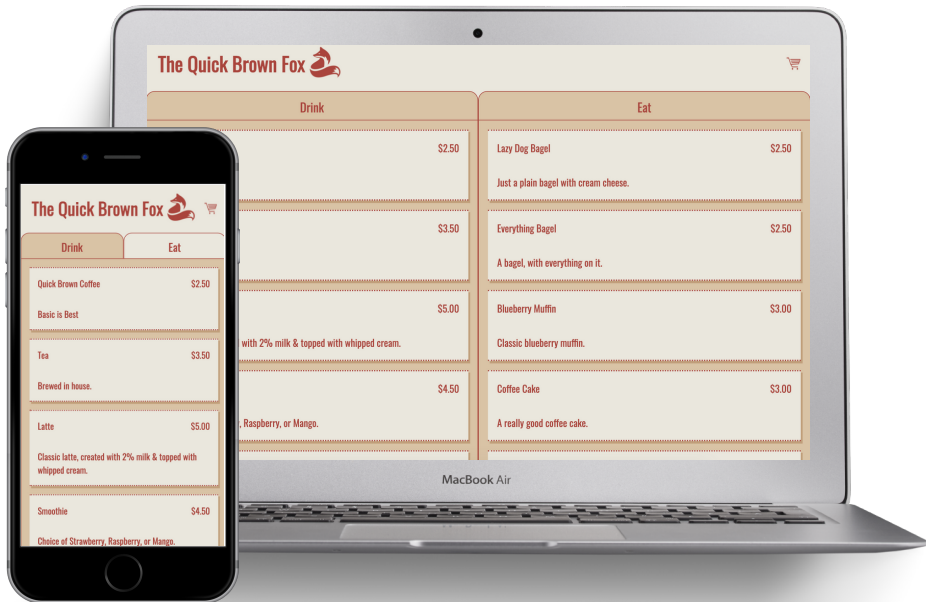 The Quick Brown Fox
Drink
Eat
$2.50
$3.50
$5.00
with 2% milk & topped with whipped cream.
$4.50
, Raspberry, or Mango.
Lazy Dog Bagel
$2.50
Just a plain bagel with cream cheese.
Everything Bagel
$2.50
A bagel, with everything on it.
Blueberry Muffin
$3.00
Classic blueberry muffin.
Coffee Cake
$3.00
A really good coffee cake.
MacBook Air
The Quick Brown Fox
Drink
Eat
Quick Brown Coffee
$2.50
Basic is Best
Tea
$3.50
Brewed in house.
Latte
$5.00
Classic latte, created with 2% milk & topped with
whipped cream.
Smoothie
$4.50
Choice of Strawberry, Raspberry, or Mango.